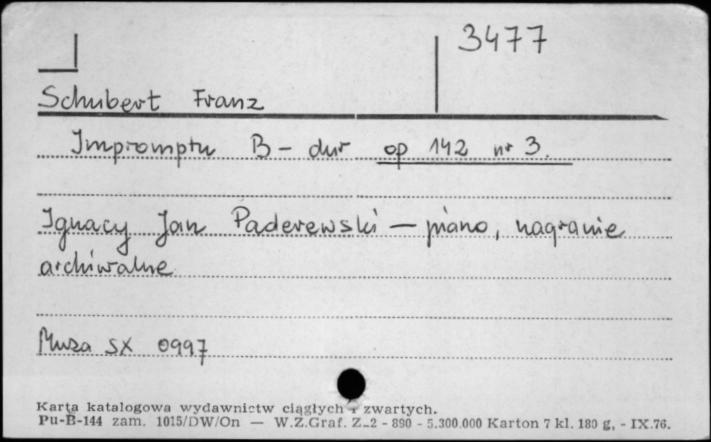 3477
Schubert Franz
Impromptu B-dur op 142 nr 3.
Ignacy Jan Paderewski — piano, nagranie
archiwalne
Muza SX 0997
Karta katalogowa wydawnictw ciągłych i zwartych.
Pu-B-144 zam. 1015/DW/On — W.Z.Graf. Z-2 - 890 - 5.300.000 Karton 7 kl. 180 g, - IX.76.